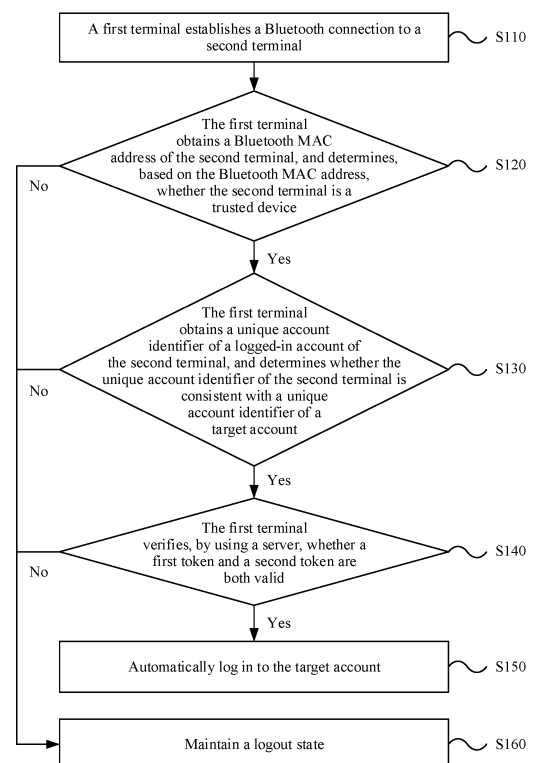 A first terminal establishes a Bluetooth connection to a
second terminal
S110
The first terminal
obtains a Bluetooth MAC
address of the second terminal, and determines,
based on the Bluetooth MAC address,
whether the second terminal is a
trusted device
S120
No
Yes
The first terminal
obtains a unique account
identifier of a logged-in account of
the second terminal, and determines whether the
unique account identifier of the second terminal is
consistent with a unique
account identifier of a
target account
S130
No
Yes
The first terminal
verifies, by using a server, whether a
first token and a second token are
both valid
S140
No
Yes
Automatically log in to the target account
S150
Maintain a logout state
S160